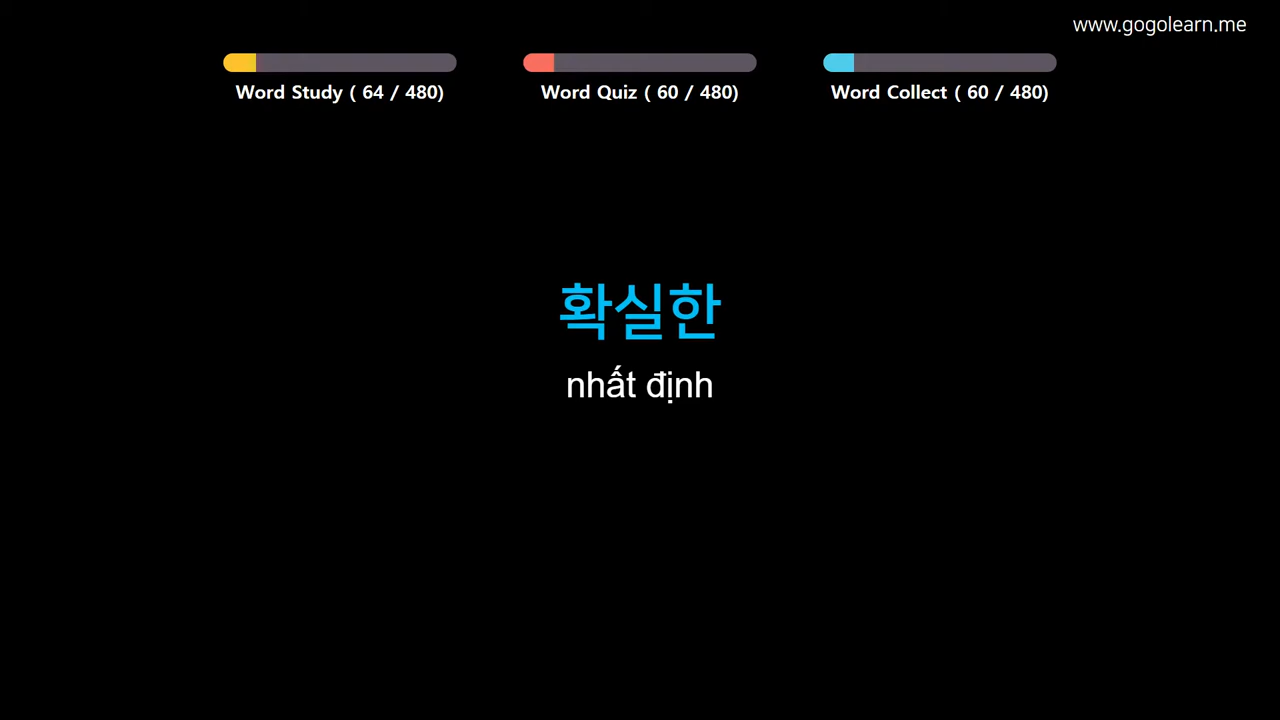 www.gogolearn.me
Word Study ( 64 / 480)
Word Quiz ( 60 / 480)
Word Collect ( 60 / 480)
확실한
nhất định